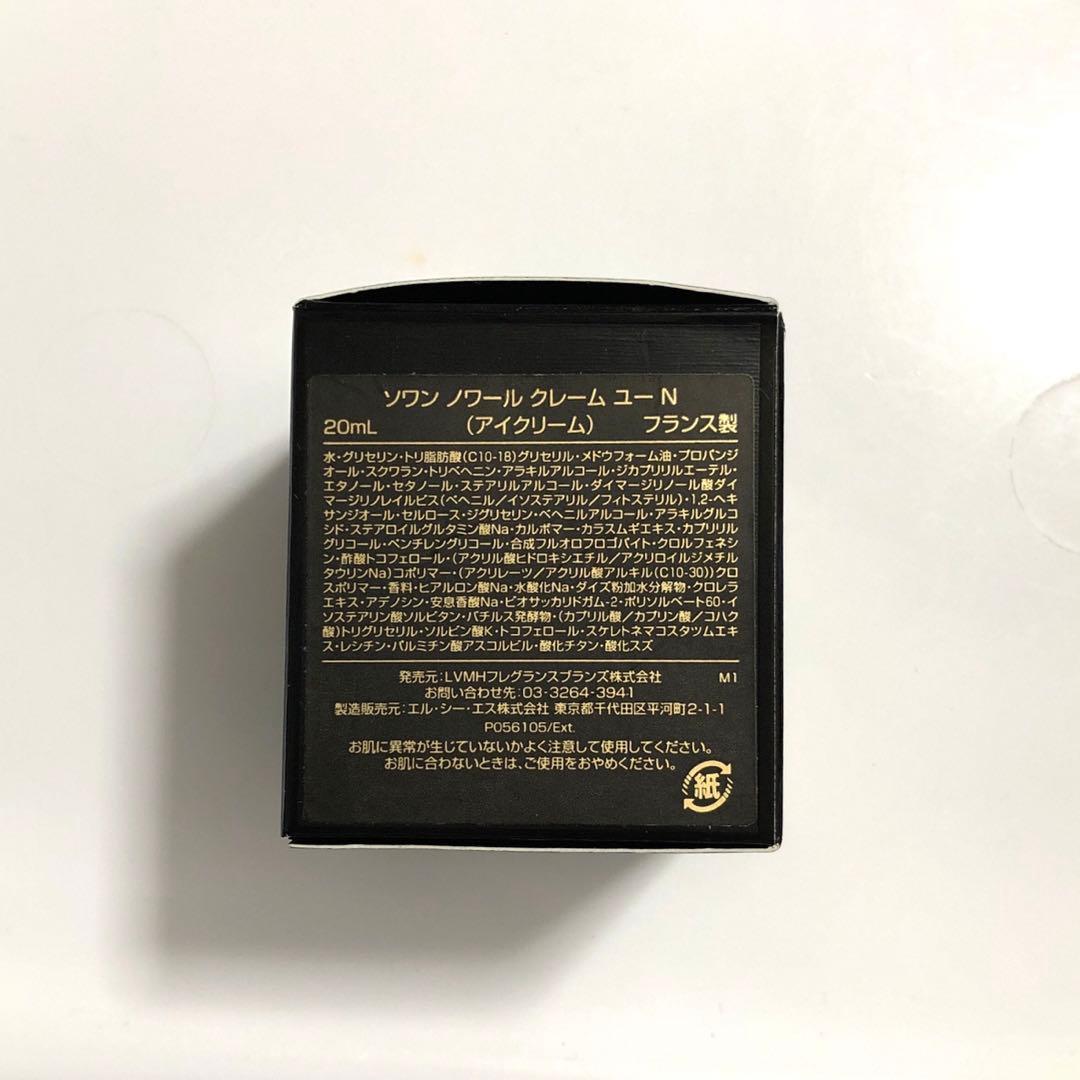 ソワン ノワール クレーム ユー N
20mL （アイクリーム） フランス製
水・グリセリン・トリ脂肪酸(C10-18)グリセリル・メドウフォーム油・プロパンジ
オール・スクワラン・トリベヘニン・アラキルアルコール・ジカプリリルエーテル・
エタノール・セタノール・ステアリルアルコール・ダイマージリノール酸ダイ
マージリノレイルビス(ベヘニル／イソステアリル／フィトステリル)・1,2-ヘキ
サンジオール・セルロース・ジグリセリン・ベヘニルアルコール・アラキルグルコ
シド・ステアロイルグルタミン酸Na・カルボマー・カラスムギエキス・カプリリル
グリコール・ペンチレングリコール・合成フルオロフロゴパイト・クロルフェネシ
ン・酢酸トコフェロール・(アクリル酸ヒドロキシエチル／アクリロイルジメチル
タウリンNa)コポリマー・(アクリレーツ／アクリル酸アルキル(C10-30))クロ
スポリマー・香料・ヒアルロン酸Na・水酸化Na・ダイズ粉加水分解物・クロレラ
エキス・アデノシン・安息香酸Na・ビオサッカリドガム-2・ポリソルベート60・イ
ソステアリン酸ソルビタン・バチルス発酵物・(カプリル酸／カプリン酸／コハク
酸)トリグリセリル・ソルビン酸K・トコフェロール・スケレトネマコスタツムエキ
ス・レシチン・パルミチン酸アスコルビル・酸化チタン・酸化スズ
発売元：LVMHフレグランスブランズ株式会社 M1
お問い合わせ先：03-3264-3941
製造販売元：エル・シー・エス株式会社 東京都千代田区平河町2-1-1
P056105/Ext.
お肌に異常が生じていないかよく注意して使用してください。
お肌に合わないときは、ご使用をおやめください。
紙